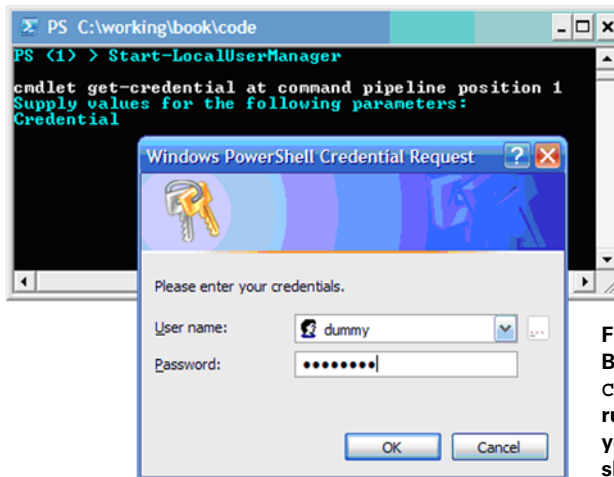 PS C:\working\book\code
PS (1) > Start-LocalUserManager
cmdlet get-credential at command pipeline position 1
Supply values for the following parameters:
Credential
Windows PowerShell Credential Request
Please enter your credentials.
User name:
dummy
...
Password:
••••••••
OK
Cancel